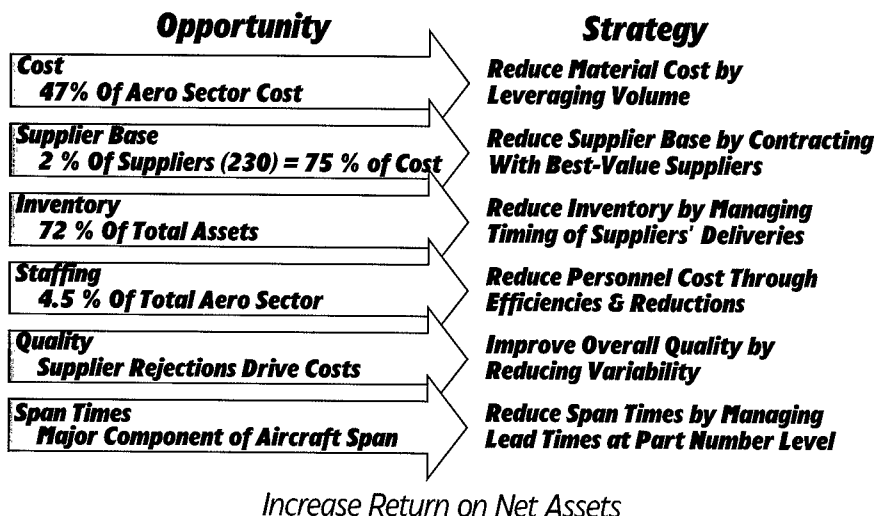 Opportunity
Strategy
Cost
47% Of Aero Sector Cost
Reduce Material Cost by
Leveraging Volume
Supplier Base
2 % Of Suppliers (230) = 75 % of Cost
Reduce Supplier Base by Contracting
With Best-Value Suppliers
Inventory
72 % Of Total Assets
Reduce Inventory by Managing
Timing of Suppliers' Deliveries
Staffing
4.5 % Of Total Aero Sector
Reduce Personnel Cost Through
Efficiencies & Reductions
Quality
Supplier Rejections Drive Costs
Improve Overall Quality by
Reducing Variability
Span Times
Major Component of Aircraft Span
Reduce Span Times by Managing
Lead Times at Part Number Level
Increase Return on Net Assets